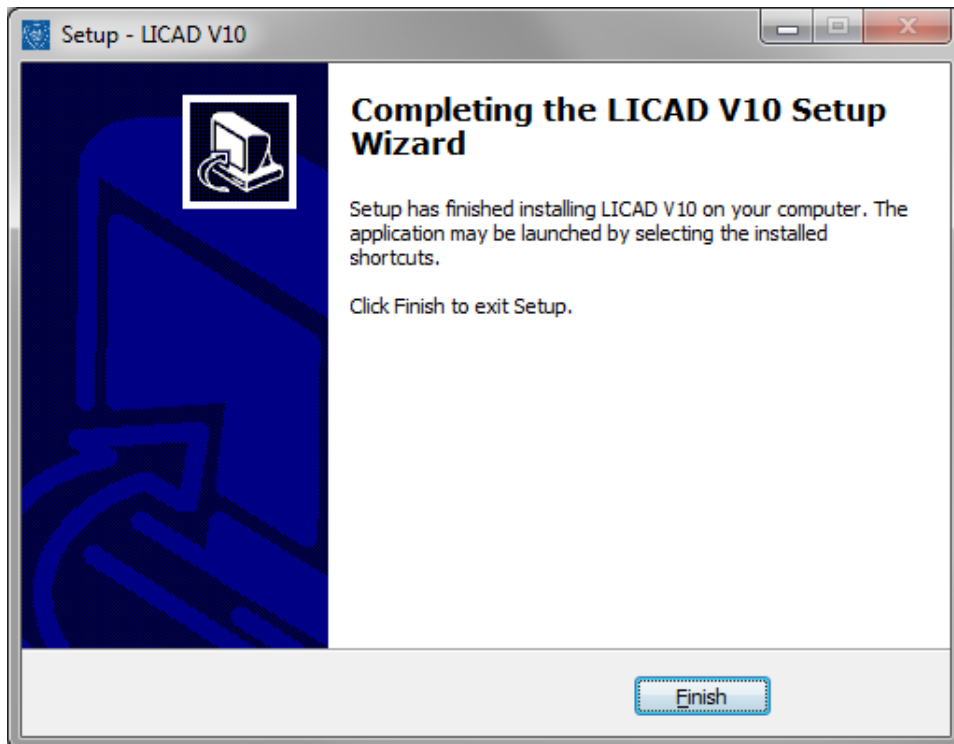 Setup - LICAD V10
Completing the LICAD V10 Setup
Wizard
Setup has finished installing LICAD V10 on your computer. The
application may be launched by selecting the installed
shortcuts.
Click Finish to exit Setup.
Finish